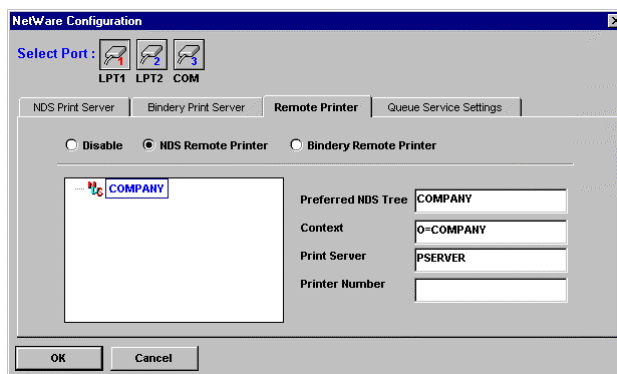 NetWare Configuration
Select Port :
1 2 3
LPT1 LPT2 COM
NDS Print Server Bindery Print Server Remote Printer Queue Service Settings
Disable NDS Remote Printer Bindery Remote Printer
COMPANY
Preferred NDS Tree COMPANY
Context O=COMPANY
Print Server PSERVER
Printer Number
OK Cancel